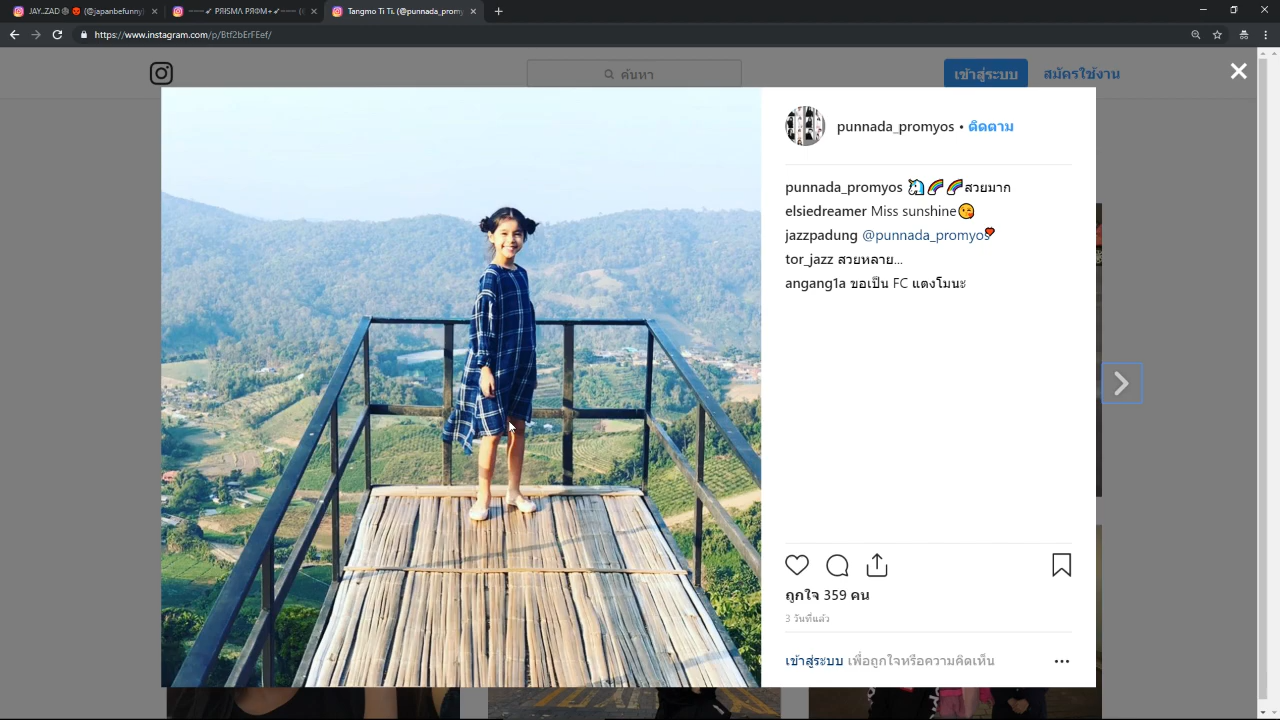 JAY..ZAD 😍 🎈 (@japanbefunny)
-----✔ PRISMA PROM+✔----- (
Tangmo Ti Ti. (@punnada_prom
https://www.instagram.com/p/Btf2bErFEef/
ค้นหา
เข้าสู่ระบบ สมัครใช้งาน
punnada_promyos • ติดตาม
punnada_promyos 🦄🌈🌈สวยมาก
elsiedreamer Miss sunshine😋
jazzpadung @punnada_promyos❤
tor_jazz สวยหลาย...
angang1a ขอเป็น FC แตงโมนะ
ถูกใจ 359 คน
3 วันที่แล้ว
เข้าสู่ระบบ เพื่อถูกใจหรือความคิดเห็น